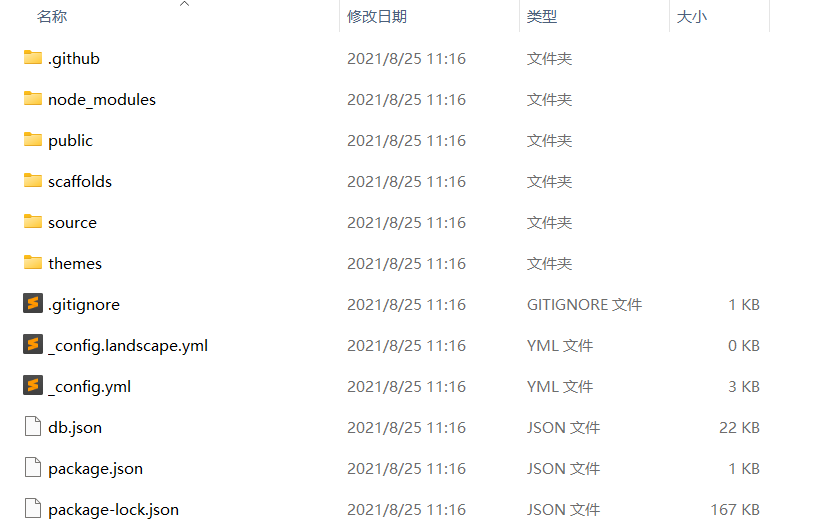 名称 修改日期 类型 大小
.github 2021/8/25 11:16 文件夹
node_modules 2021/8/25 11:16 文件夹
public 2021/8/25 11:16 文件夹
scaffolds 2021/8/25 11:16 文件夹
source 2021/8/25 11:16 文件夹
themes 2021/8/25 11:16 文件夹
.gitignore 2021/8/25 11:16 GITIGNORE 文件 1 KB
_config.landscape.yml 2021/8/25 11:16 YML 文件 0 KB
_config.yml 2021/8/25 11:16 YML 文件 3 KB
db.json 2021/8/25 11:16 JSON 文件 22 KB
package.json 2021/8/25 11:16 JSON 文件 1 KB
package-lock.json 2021/8/25 11:16 JSON 文件 167 KB